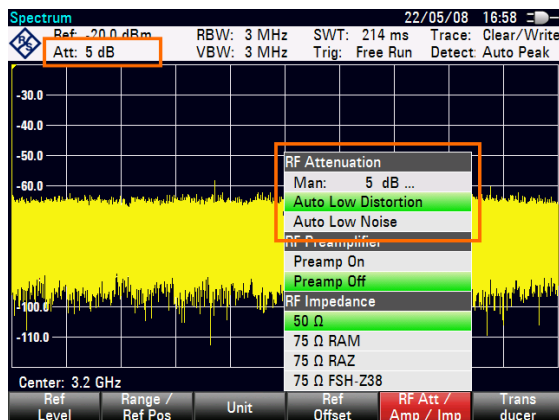 Spectrum 22/05/08 16:58
Ref: -20.0 dBm RBW: 3 MHz SWT: 214 ms Trace: Clear/Write
Att: 5 dB VBW: 3 MHz Trig: Free Run Detect: Auto Peak
-30.0
-40.0
-50.0
-60.0
RF Attenuation
Man: 5 dB ...
Auto Low Distortion
Auto Low Noise
RF Preamplifier
Preamp On
Preamp Off
RF Impedance
50 Ω
75 Ω RAM
75 Ω RAZ
75 Ω FSH-Z38
-100.0
-110.0
Center: 3.2 GHz
Ref Level
Range / Ref Pos
Unit
Ref Offset
RF Att / Amp / Imp
Trans ducer